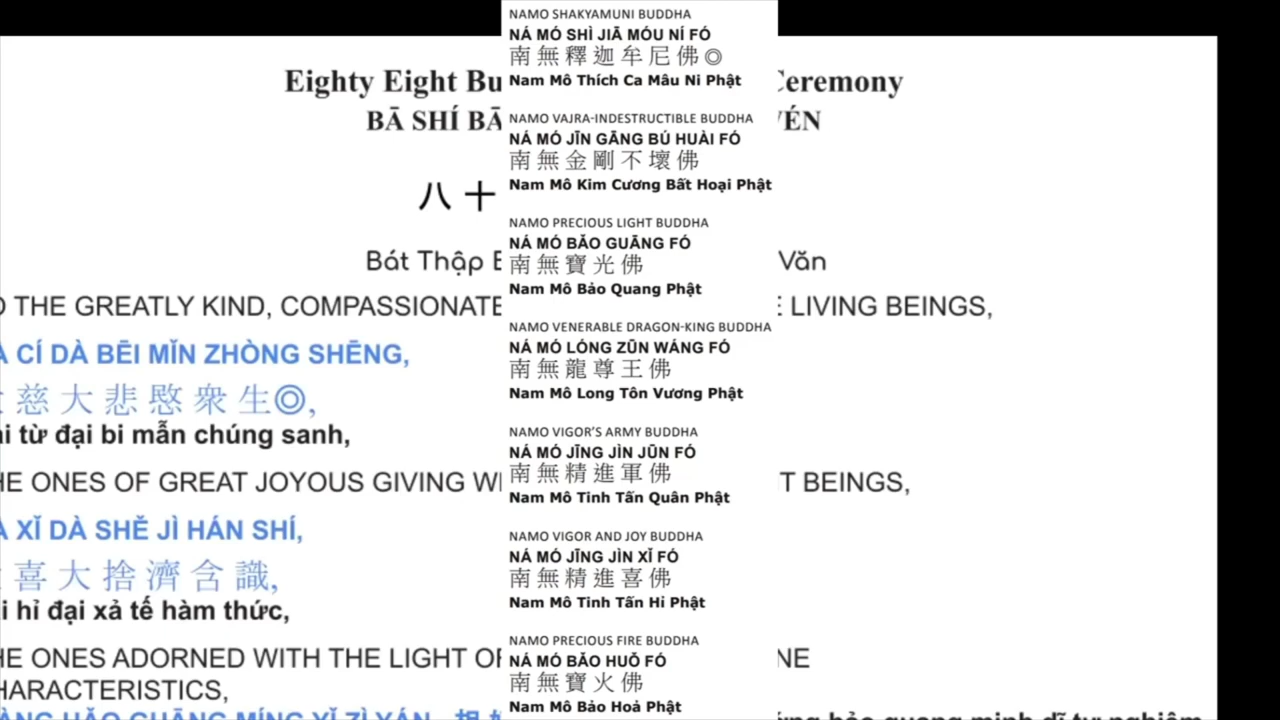 NAMO SHAKYAMUNI BUDDHA
NÁ MÓ SHÌ JIĀ MÓU NÍ FÓ
南無釋迦牟尼佛◎
Nam Mô Thích Ca Mâu Ni Phật
NAMO VAJRA-INDESTRUCTIBLE BUDDHA
NÁ MÓ JĪN GĀNG BÚ HUÀI FÓ
南無金剛不壞佛
Nam Mô Kim Cương Bất Hoại Phật
NAMO PRECIOUS LIGHT BUDDHA
NÁ MÓ BǍO GUĀNG FÓ
南無寶光佛
Nam Mô Bảo Quang Phật
NAMO VENERABLE DRAGON-KING BUDDHA
NÁ MÓ LÓNG ZŪN WÁNG FÓ
南無龍尊王佛
Nam Mô Long Tôn Vương Phật
NAMO VIGOR'S ARMY BUDDHA
NÁ MÓ JĪNG JÌN JŪN FÓ
南無精進軍佛
Nam Mô Tinh Tấn Quân Phật
NAMO VIGOR AND JOY BUDDHA
NÁ MÓ JĪNG JÌN XǏ FÓ
南無精進喜佛
Nam Mô Tinh Tấn Hỉ Phật
NAMO PRECIOUS FIRE BUDDHA
NÁ MÓ BǍO HUǑ FÓ
南無寶火佛
Nam Mô Bảo Hoả Phật
Eighty Eight Ceremony
BĀ SHÍ
八十
Bát Thập Văn
THE GREATLY KIND, COMPASSIONATE LIVING BEINGS,
CÍ DÀ BĒI MǏN ZHÒNG SHĒNG,
慈大悲愍衆生◎,
từ đại bi mẫn chúng sanh,
ONES OF GREAT JOYOUS GIVING BEINGS,
XǏ DÀ SHĚ JÌ HÁN SHÍ,
喜大捨濟含識,
hỉ đại xả tế hàm thức,
ONES ADORNED WITH THE LIGHT